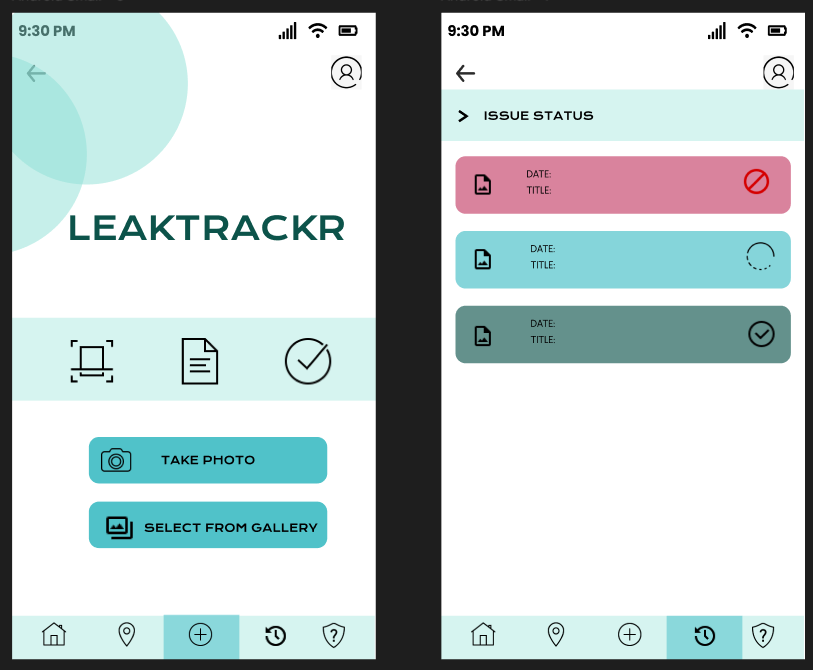 9:30 PM
LEAKTRACKR
TAKE PHOTO
SELECT FROM GALLERY
?
9:30 PM
ISSUE STATUS
DATE:
TITLE:
DATE:
TITLE:
DATE:
TITLE:
?